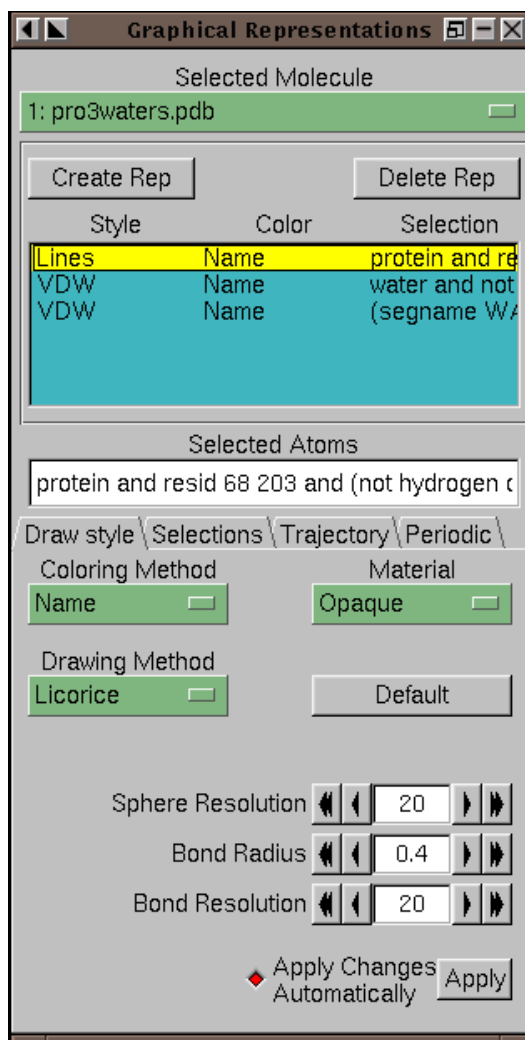 Graphical Representations
Selected Molecule
1: pro3waters.pdb
Create Rep Delete Rep
Style Color Selection
Lines Name protein and re
VDW Name water and not
VDW Name (segname WA
Selected Atoms
protein and resid 68 203 and (not hydrogen
Draw style Selections Trajectory Periodic
Coloring Method Material
Name Opaque
Drawing Method
Licorice Default
Sphere Resolution 20
Bond Radius 0.4
Bond Resolution 20
Apply Changes
Automatically Apply